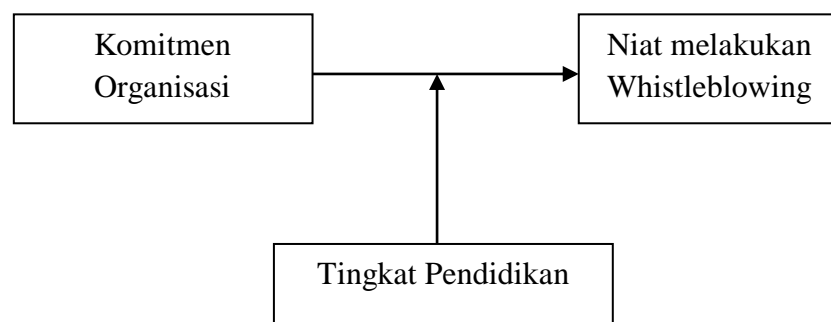 Komitmen
Organisasi
Niat melakukan
Whistleblowing
Tingkat Pendidikan